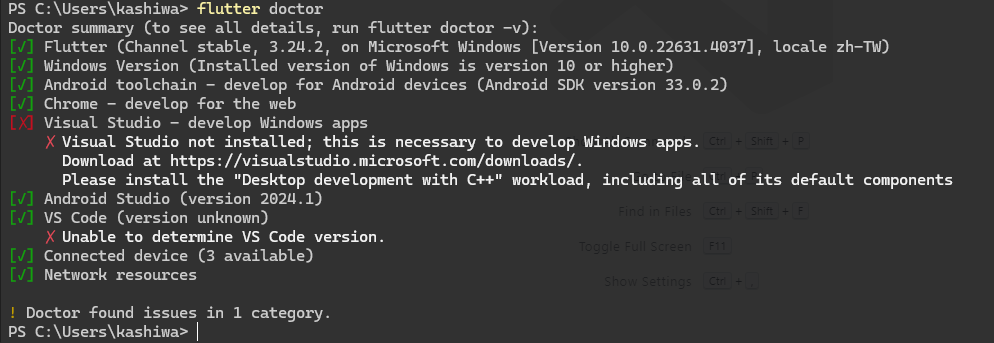 PS C:\Users\kashiwa> flutter doctor
Doctor summary (to see all details, run flutter doctor -v):
[√] Flutter (Channel stable, 3.24.2, on Microsoft Windows [Version 10.0.22631.4037], locale zh-TW)
[√] Windows Version (Installed version of Windows is version 10 or higher)
[√] Android toolchain - develop for Android devices (Android SDK version 33.0.2)
[√] Chrome - develop for the web
[X] Visual Studio - develop Windows apps
X Visual Studio not installed; this is necessary to develop Windows apps. Ctrl + Shift + P
Download at https://visualstudio.microsoft.com/downloads/.
Please install the "Desktop development with C++" workload, including all of its default components
[√] Android Studio (version 2024.1)
[√] VS Code (version unknown)
Find in Files Ctrl + Shift + F
X Unable to determine VS Code version.
Toggle Full Screen F11
[√] Connected device (3 available)
[√] Network resources
Show Settings Ctrl +
! Doctor found issues in 1 category.
PS C:\Users\kashiwa>